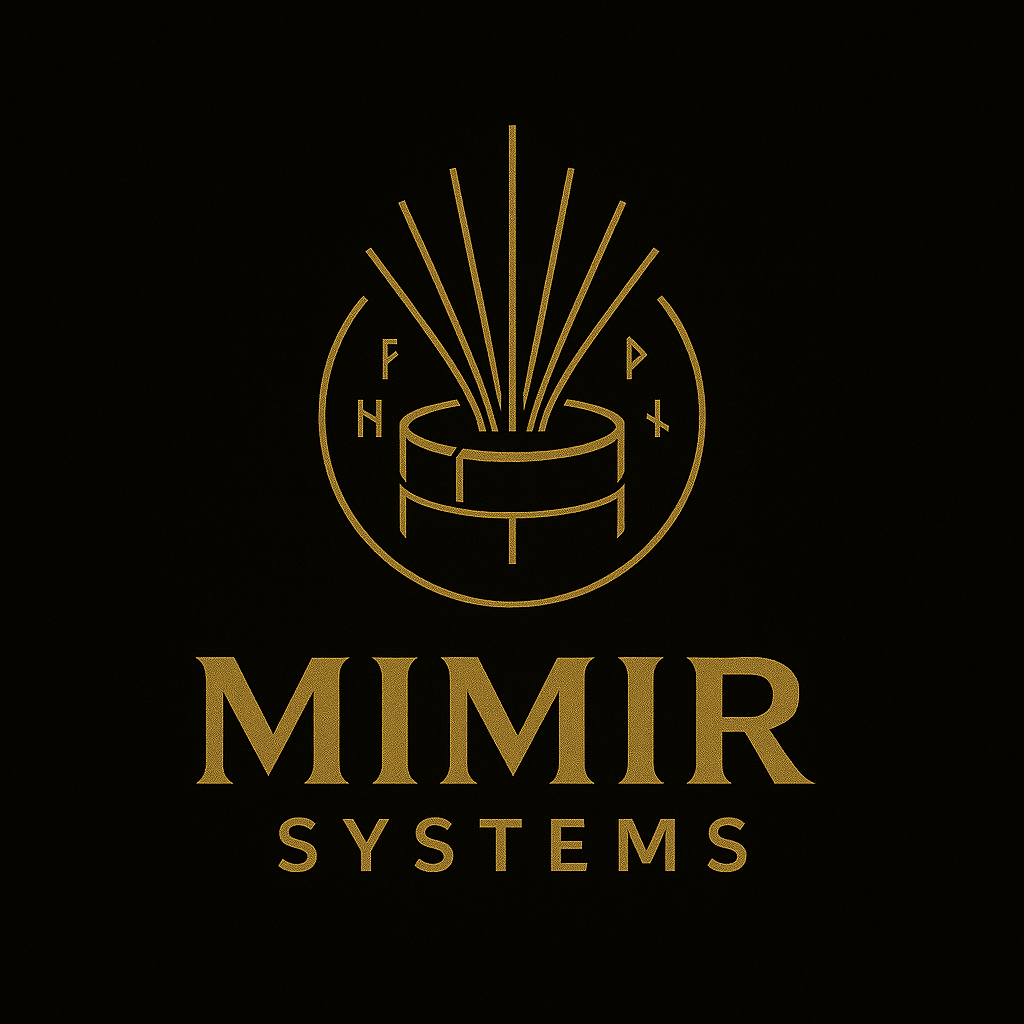 ᚨ ᚹ
ᚺ ᚾ
MIMIR
SYSTEMS